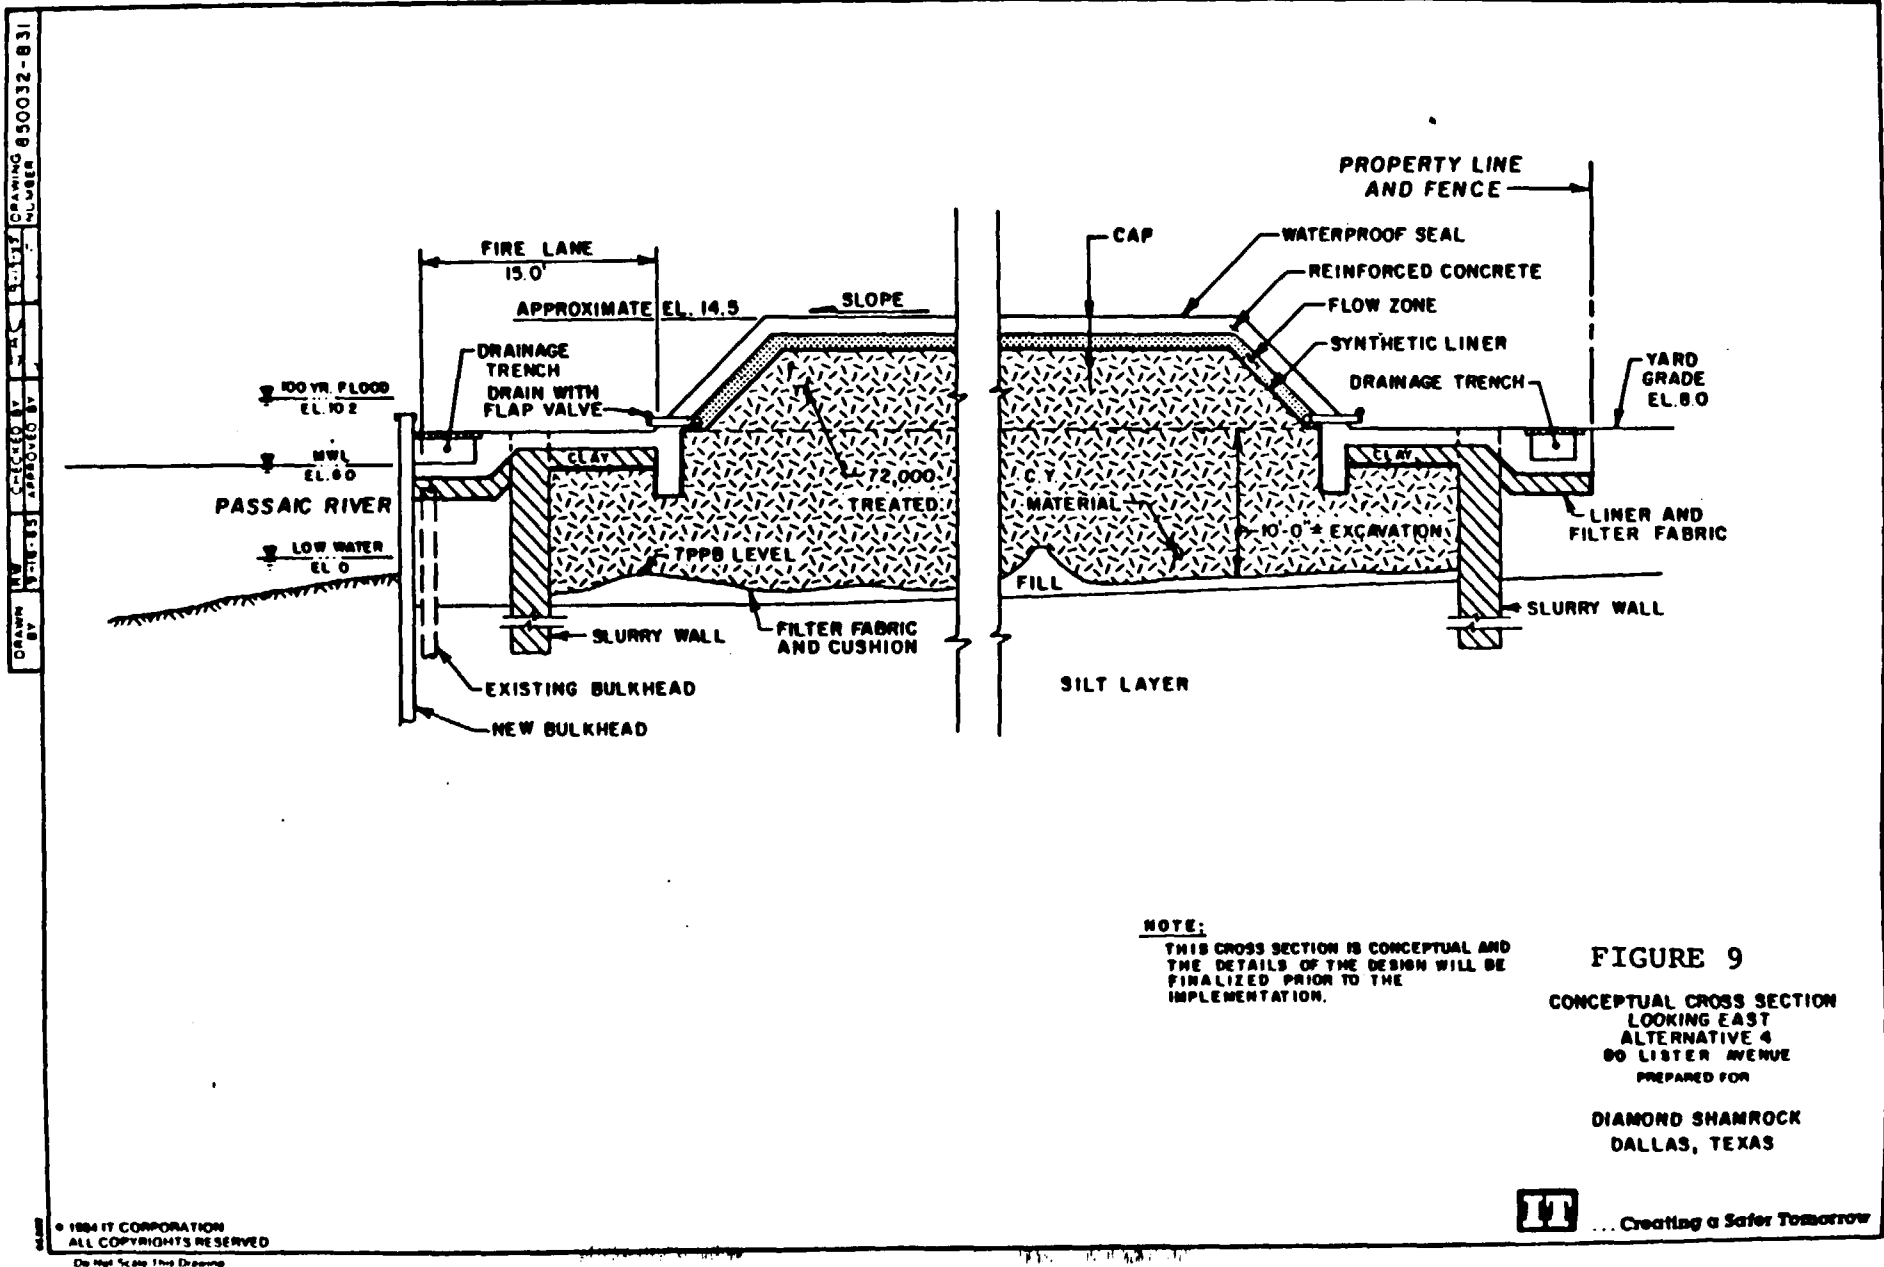 DRAWING 850032-B31
NUMBER
CHECKED BY
APPROVED BY
DRAWN
BY
PROPERTY LINE
AND FENCE
FIRE LANE
15.0'
CAP
WATERPROOF SEAL
REINFORCED CONCRETE
APPROXIMATE EL. 14.5
SLOPE
FLOW ZONE
SYNTHETIC LINER
DRAINAGE
TRENCH
DRAINAGE TRENCH
YARD
GRADE
EL. 8.0
100 YR. FLOOD
EL. 10.2
DRAIN WITH
FLAP VALVE
MWL
EL. 6.0
CLAY
CLAY
72,000 C.Y.
TREATED MATERIAL
PASSAIC RIVER
10'-0"± EXCAVATION
LINER AND
FILTER FABRIC
LOW WATER
EL. 0
7PPB LEVEL
FILL
SLURRY WALL
SLURRY WALL
FILTER FABRIC
AND CUSHION
EXISTING BULKHEAD
SILT LAYER
NEW BULKHEAD
NOTE:
THIS CROSS SECTION IS CONCEPTUAL AND
THE DETAILS OF THE DESIGN WILL BE
FINALIZED PRIOR TO THE
IMPLEMENTATION.
FIGURE 9
CONCEPTUAL CROSS SECTION
LOOKING EAST
ALTERNATIVE 4
80 LISTER AVENUE
PREPARED FOR
DIAMOND SHAMROCK
DALLAS, TEXAS
IT ... Creating a Safer Tomorrow
© 1984 IT CORPORATION
ALL COPYRIGHTS RESERVED
Do Not Scale This Drawing